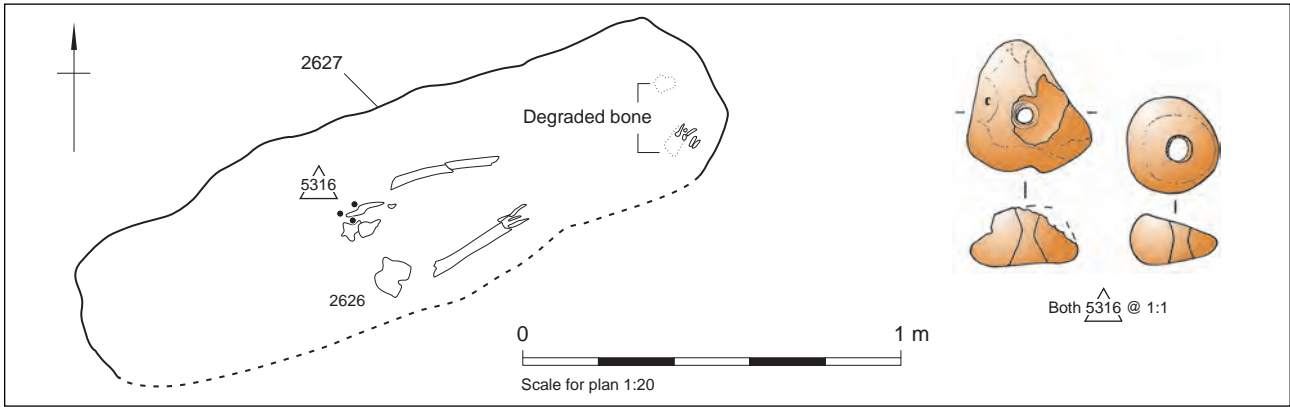 2627
Degraded bone
5316
2626
0 1 m
Scale for plan 1:20
Both 5316 @ 1:1